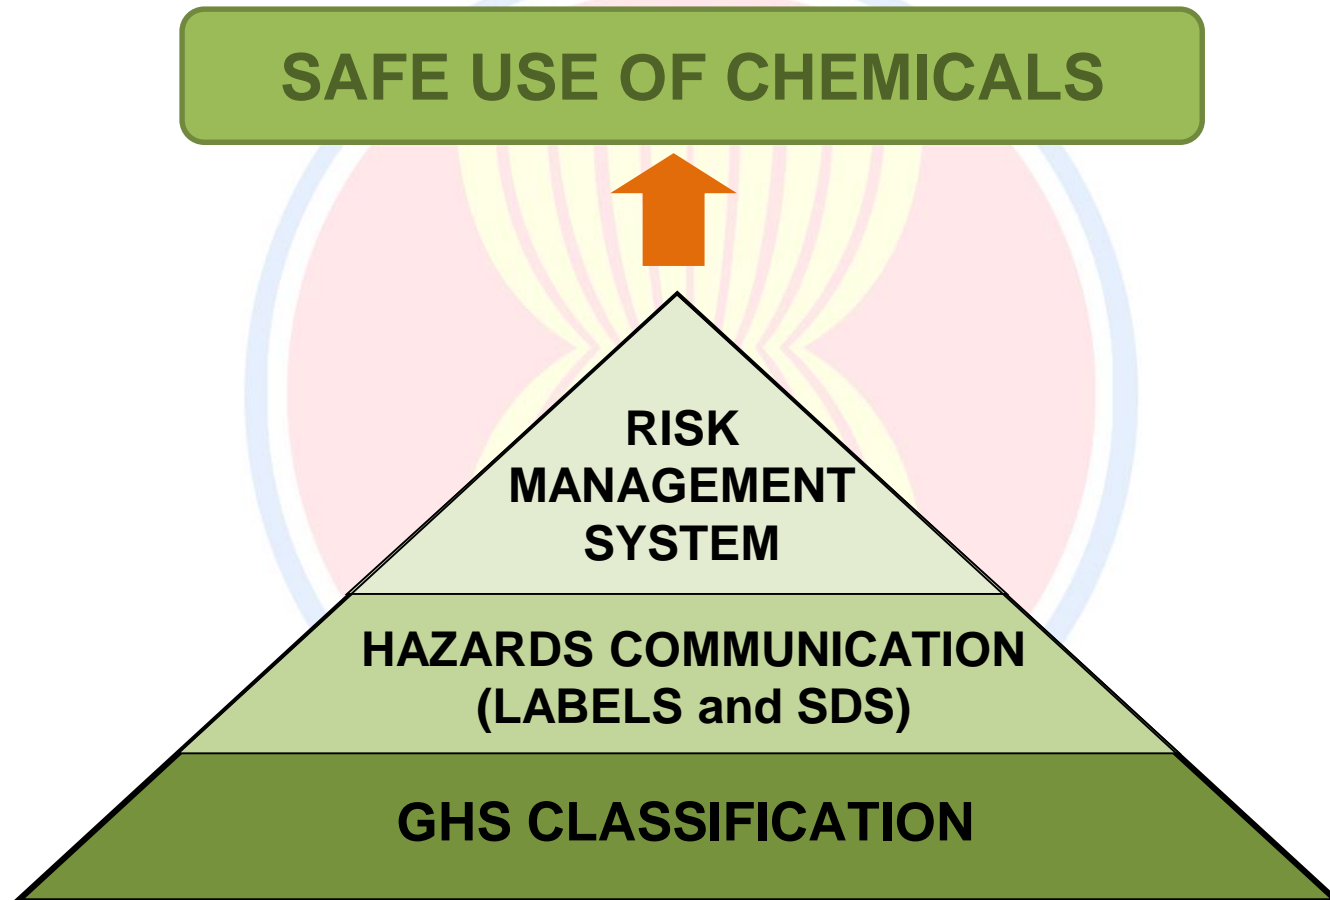 SAFE USE OF CHEMICALS
RISK
MANAGEMENT
SYSTEM
HAZARDS COMMUNICATION
(LABELS and SDS)
GHS CLASSIFICATION